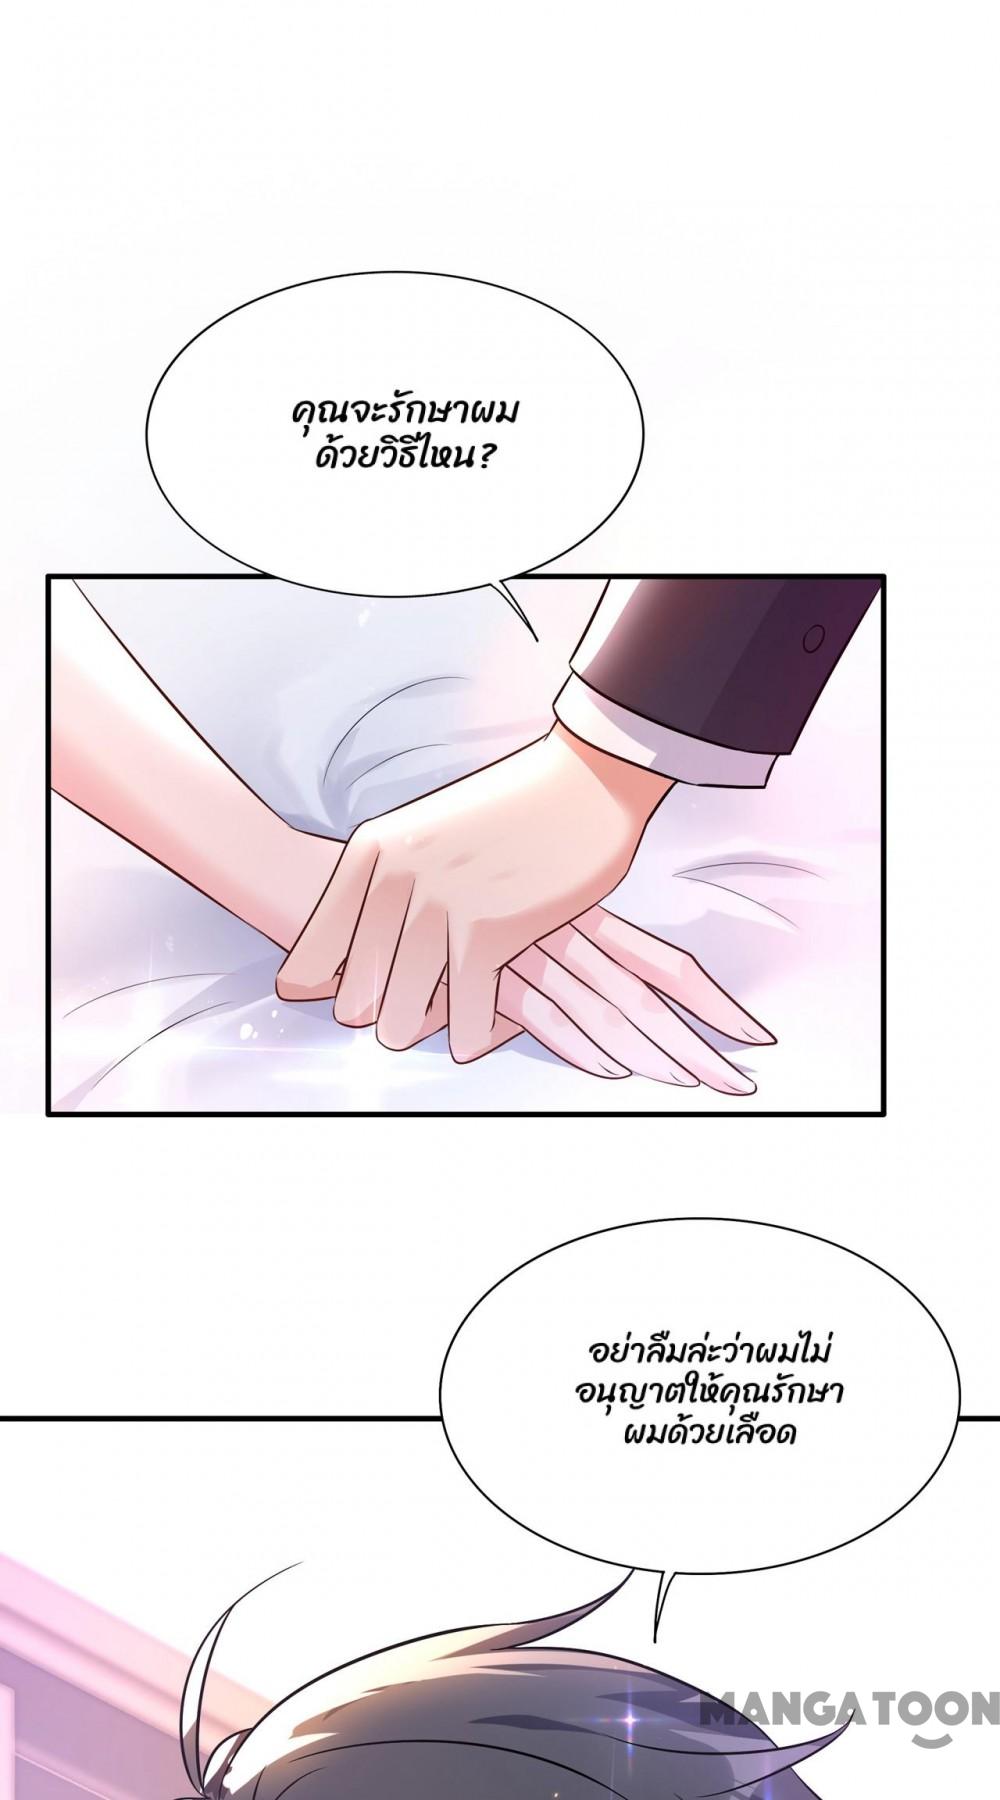 คุณจะรักษาผม
ด้วยวิธีไหน?
อย่าลืมล่ะว่าผมไม่
อนุญาตให้คุณรักษา
ผมด้วยเลือด
MANGATOON